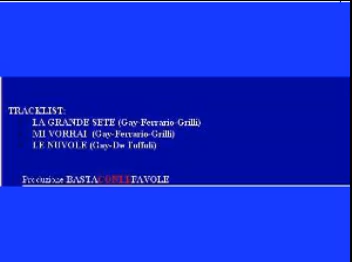 TRACKLIST:
LA GRANDE SETE (Gay-Ferrario-Grilli)
MI VORRAI (Gay-Ferrario-Grilli)
LE NUVOLE (Gay-De Toffoli)
Produzione BASTACONLEFAVOLE